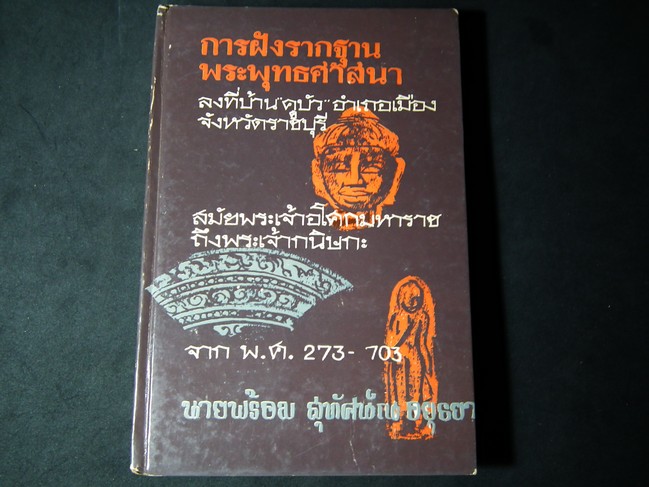 การฝังรากฐาน
พระพุทธศาสนา
ลงที่บ้าน"คูบัว"อำเภอเมือง
จังหวัดราชบุรี
สมัยพระเจ้าอโศกมหาราช
ถึงพระเจ้ากนิษกะ
จาก พ.ศ. 273- 703
นายพร้อม สุทัศน์ณ อยุธยา